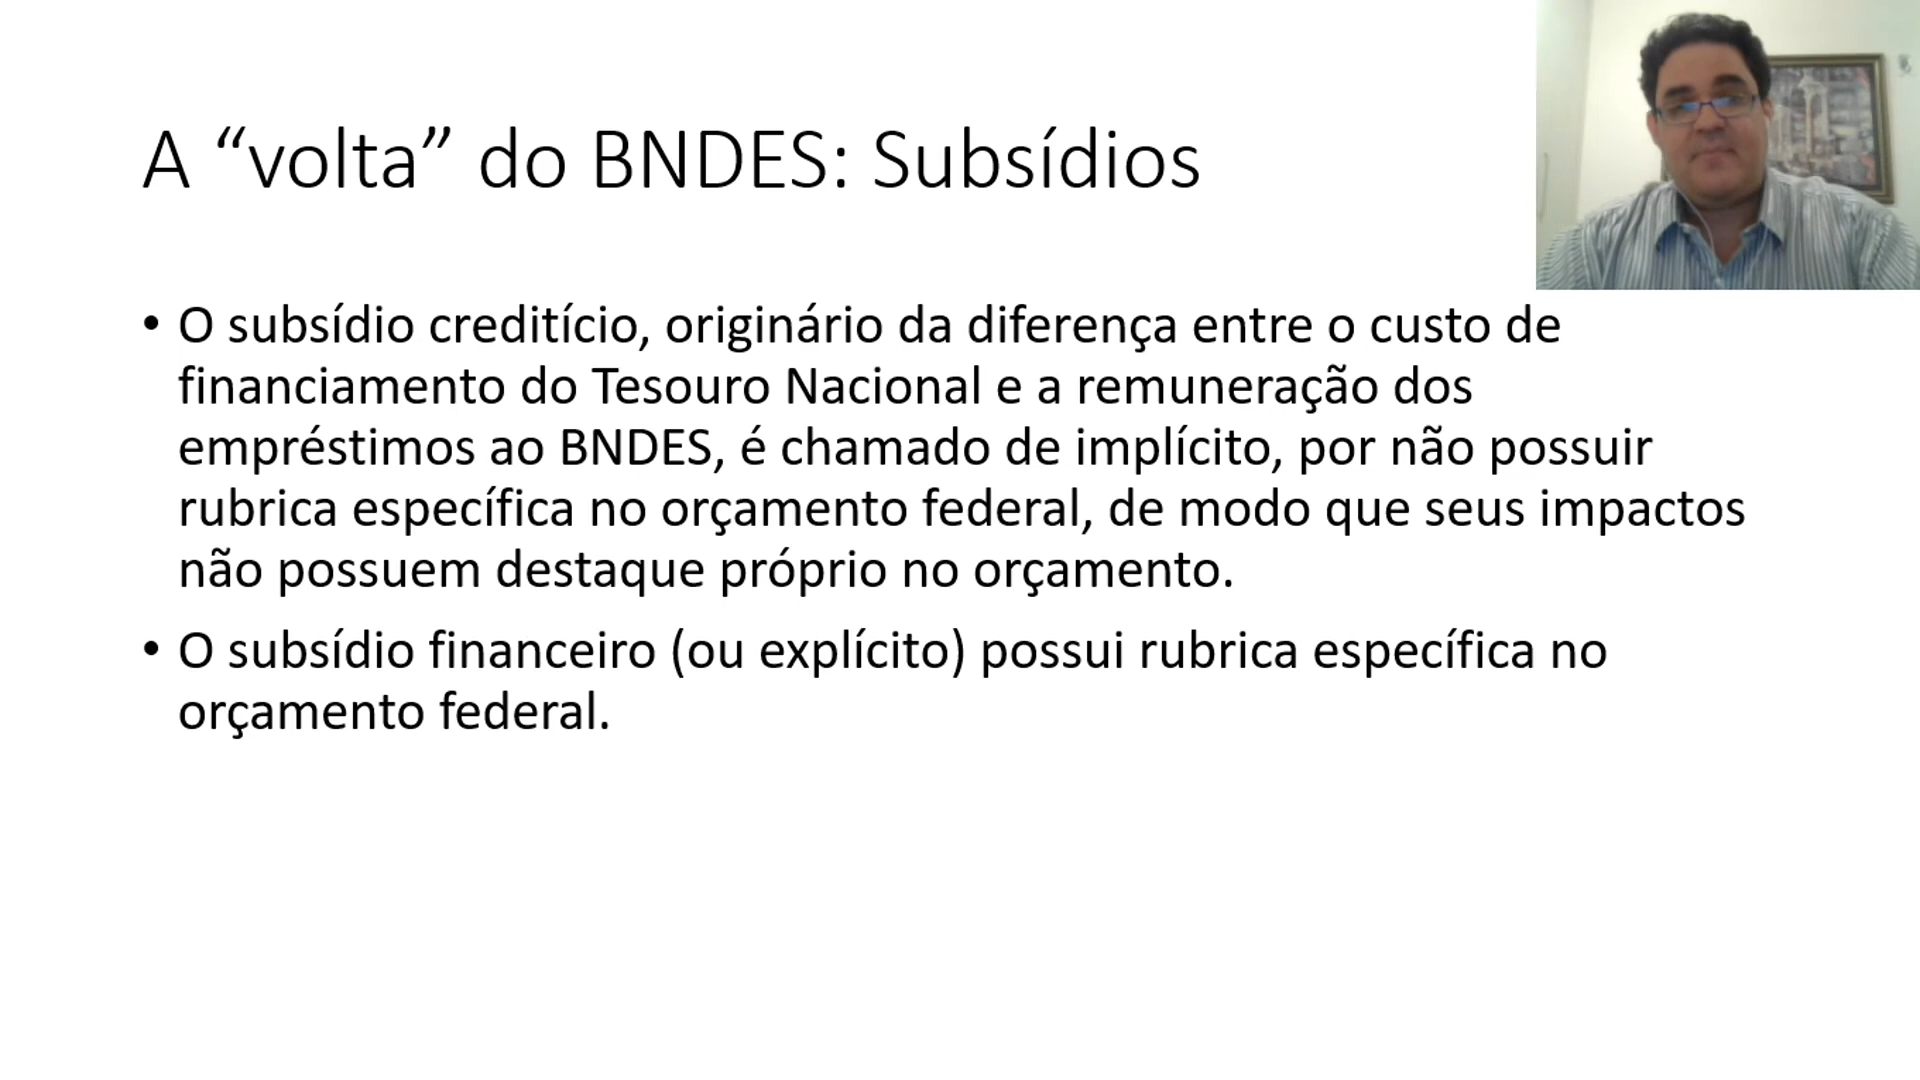 A “volta” do BNDES: Subsídios
• O subsídio creditício, originário da diferença entre o custo de
financiamento do Tesouro Nacional e a remuneração dos
empréstimos ao BNDES, é chamado de implícito, por não possuir
rubrica específica no orçamento federal, de modo que seus impactos
não possuem destaque próprio no orçamento.
• O subsídio financeiro (ou explícito) possui rubrica específica no
orçamento federal.